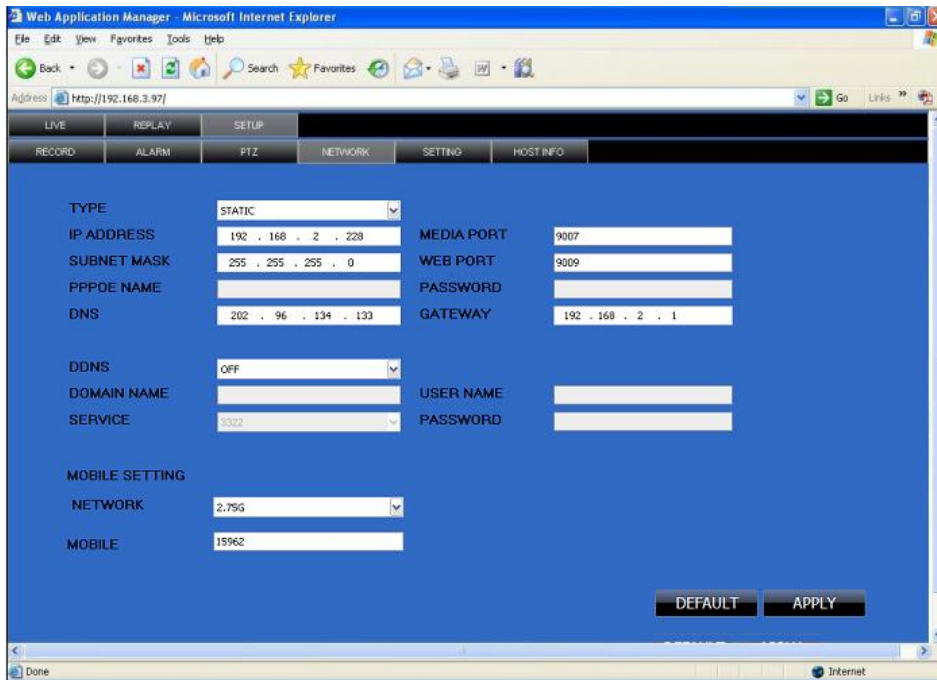 Web Application Manager - Microsoft Internet Explorer
File Edit View Favorites Tools Help
Back Search Favorites
Address http://192.168.3.97/ Go Links »
LIVE REPLAY SETUP
RECORD ALARM PTZ NETWORK SETTING HOST INFO
TYPE STATIC
IP ADDRESS 192 . 168 . 2 . 228 MEDIA PORT 9007
SUBNET MASK 255 . 255 . 255 . 0 WEB PORT 9009
PPPOE NAME PASSWORD
DNS 202 . 96 . 134 . 133 GATEWAY 192 . 168 . 2 . 1
DDNS OFF
DOMAIN NAME USER NAME
SERVICE 3322 PASSWORD
MOBILE SETTING
NETWORK 2.75G
MOBILE 15962
DEFAULT APPLY
Done Internet